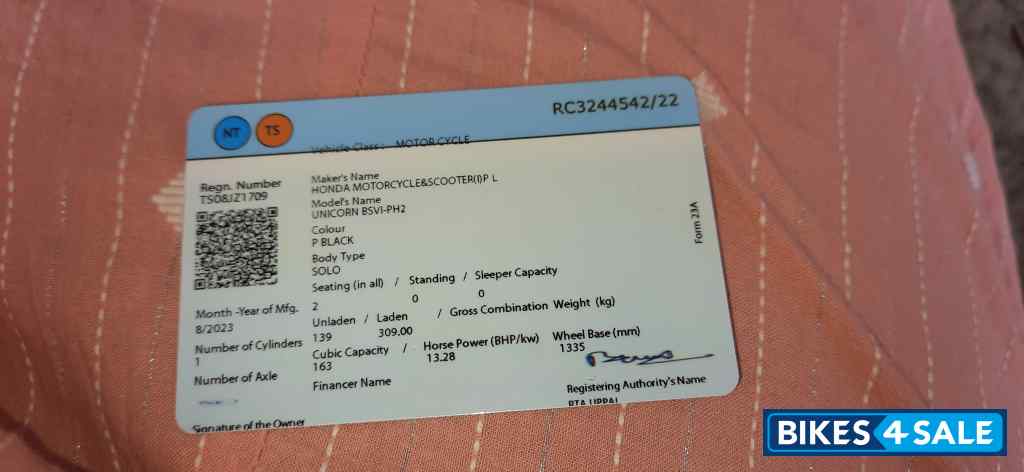 RC3244542/22
NT TS
Vehicle Class : MOTOR CYCLE
Regn. Number
TS08JZ1709
Maker's Name
HONDA MOTORCYCLE&SCOOTER(I)P L
Model's Name
UNICORN BSVI-PH2
Colour
P BLACK
Body Type
SOLO
Form 23A
Seating (in all) / Standing / Sleeper Capacity
2 0 0
Month -Year of Mfg.
8/2023
Unladen / Laden / Gross Combination Weight (kg)
139 309.00
Number of Cylinders
1
Cubic Capacity / Horse Power (BHP/kw) Wheel Base (mm)
163 13.28 1335
Number of Axle
Financer Name
Registering Authority's Name
RTA UPPAL
Signature of the Owner
BIKES4SALE